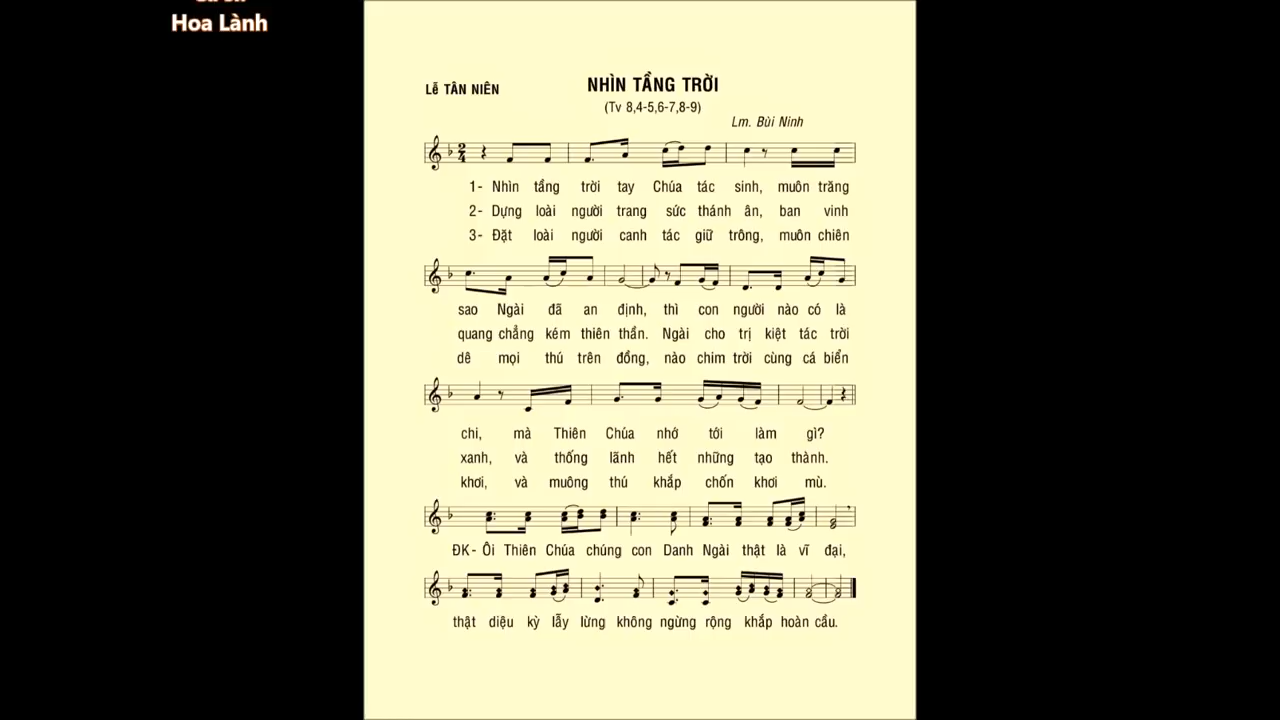 Hoa Lành
Lễ TÂN NIÊN
NHÌN TẦNG TRỜI
(Tv 8,4-5,6-7,8-9)
Lm. Bùi Ninh
1- Nhìn tầng trời tay Chúa tác sinh, muôn trăng
2- Dựng loài người trang sức thánh ân, ban vinh
3- Đặt loài người canh tác giữ trông, muôn chiên
sao Ngài đã an định, thì con người nào có là
quang chẳng kém thiên thần. Ngài cho trị kiệt tác trời
dê mọi thú trên đồng, nào chim trời cùng cá biển
chi, mà Thiên Chúa nhớ tới làm gì?
xanh, và thống lãnh hết những tạo thành.
khơi, và muông thú khắp chốn khơi mù.
ĐK- Ôi Thiên Chúa chúng con Danh Ngài thật là vĩ đại,
thật diệu kỳ lẫy lừng không ngừng rộng khắp hoàn cầu.